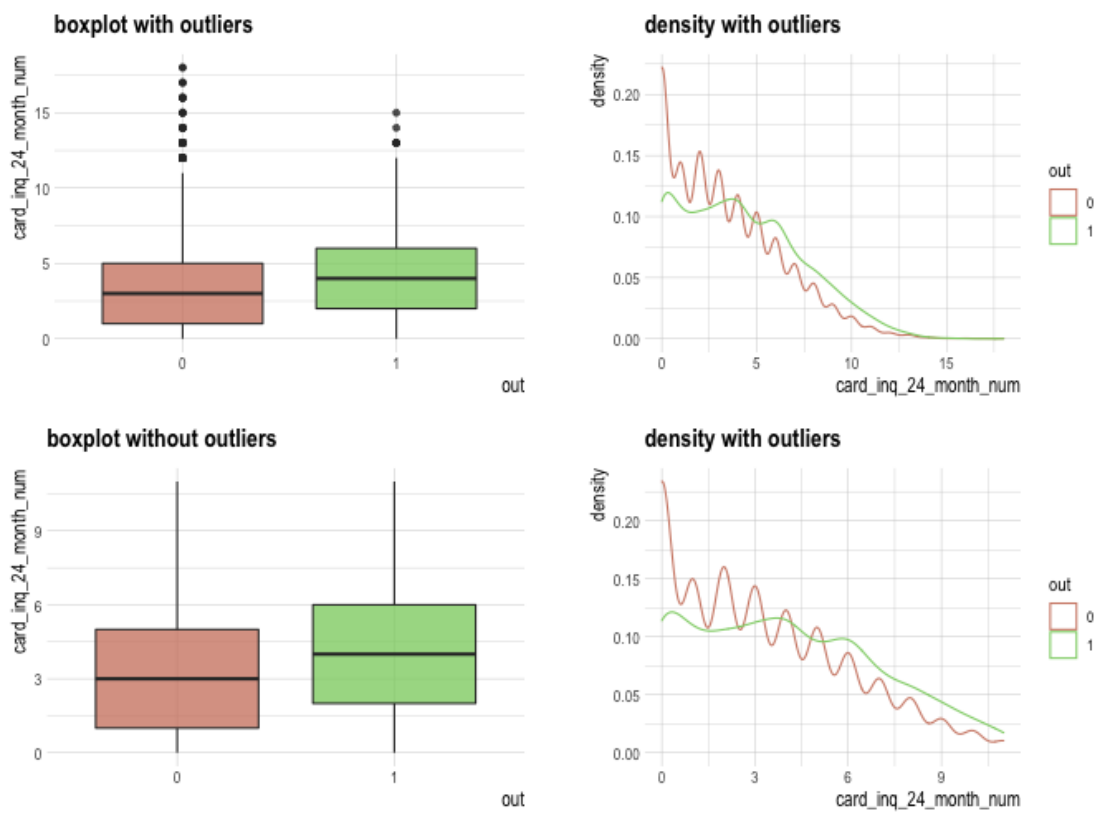 boxplot with outliers
card_inq_24_month_num
15
10
5
0
0 1
out
density with outliers
density
0.20
0.15
0.10
0.05
0.00
0 5 10 15
card_inq_24_month_num
out
0
1
boxplot without outliers
card_inq_24_month_num
9
6
3
0
0 1
out
density with outliers
density
0.20
0.15
0.10
0.05
0.00
0 3 6 9
card_inq_24_month_num
out
0
1